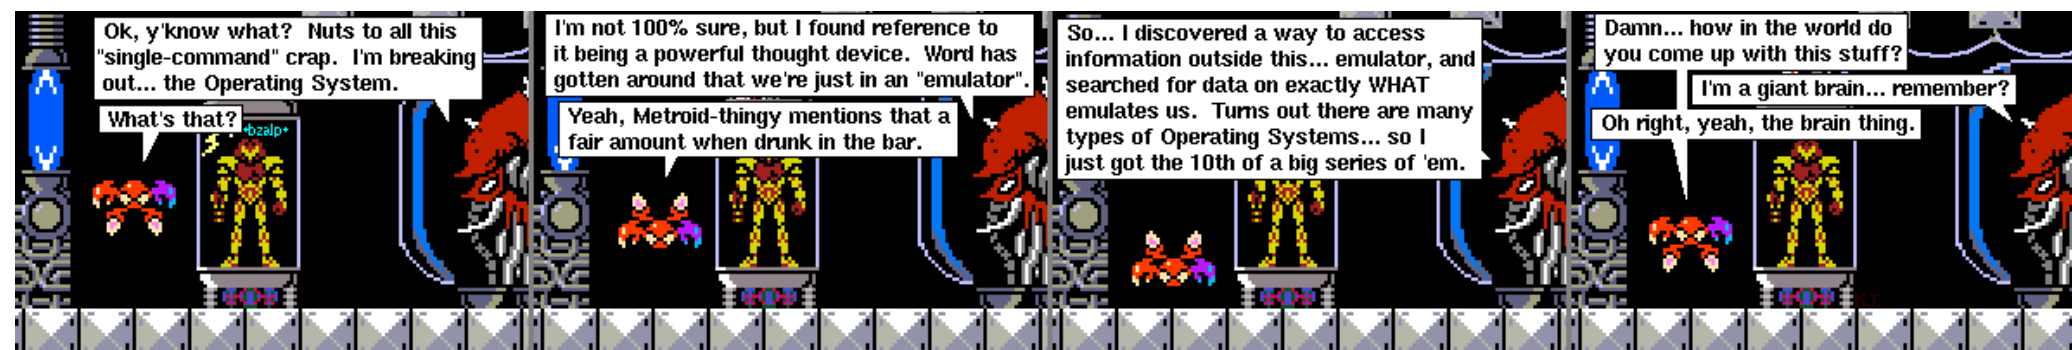 Ok, y'know what? Nuts to all this
"single-command" crap. I'm breaking
out... the Operating System.
What's that?
+bzalp+
I'm not 100% sure, but I found reference to
it being a powerful thought device. Word has
gotten around that we're just in an "emulator".
Yeah, Metroid-thingy mentions that a
fair amount when drunk in the bar.
So... I discovered a way to access
information outside this... emulator, and
searched for data on exactly WHAT
emulates us. Turns out there are many
types of Operating Systems... so I
just got the 10th of a big series of 'em.
Damn... how in the world do
you come up with this stuff?
I'm a giant brain... remember?
Oh right, yeah, the brain thing.